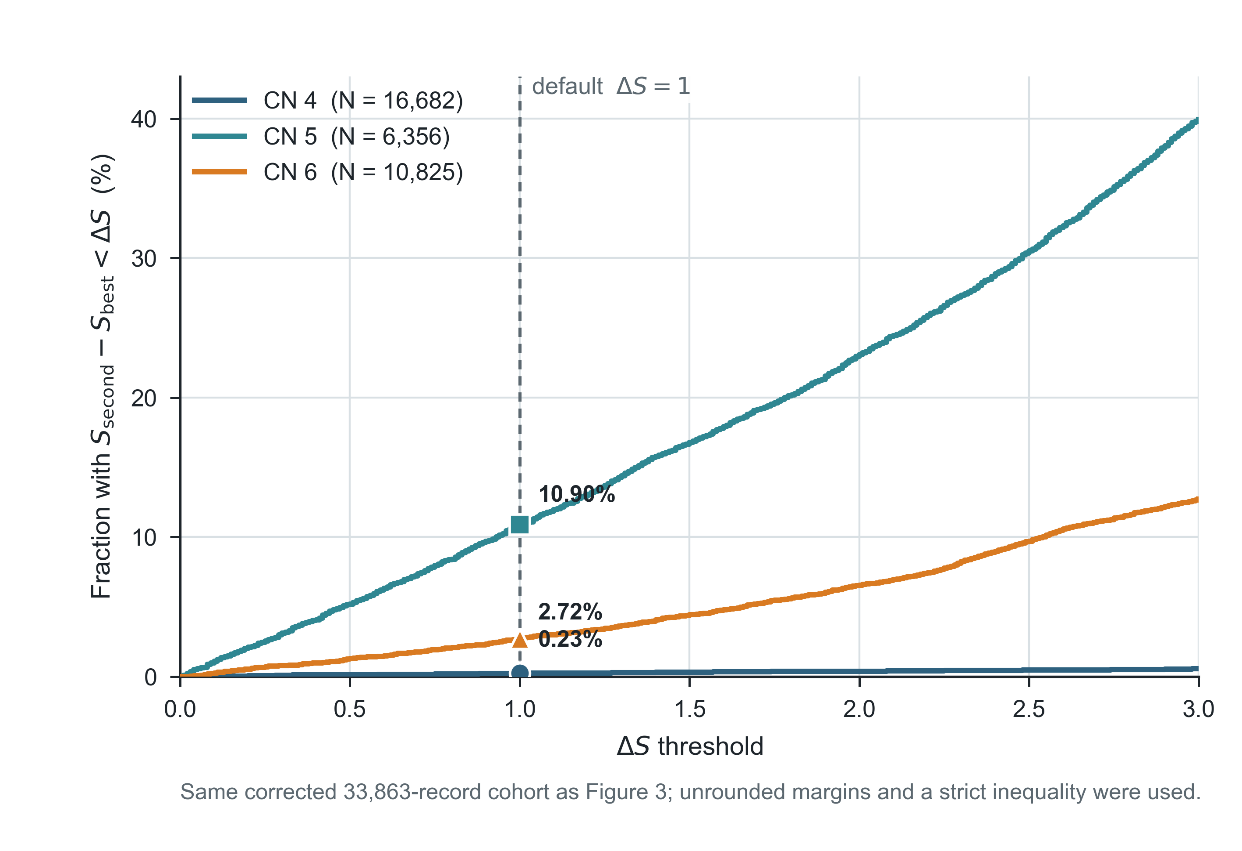 default ΔS = 1
CN 4 (N = 16,682)
CN 5 (N = 6,356)
CN 6 (N = 10,825)
Fraction with S_second − S_best < ΔS (%)
40
30
20
10
0
10.90%
2.72%
0.23%
0.0 0.5 1.0 1.5 2.0 2.5 3.0
ΔS threshold
Same corrected 33,863-record cohort as Figure 3; unrounded margins and a strict inequality were used.